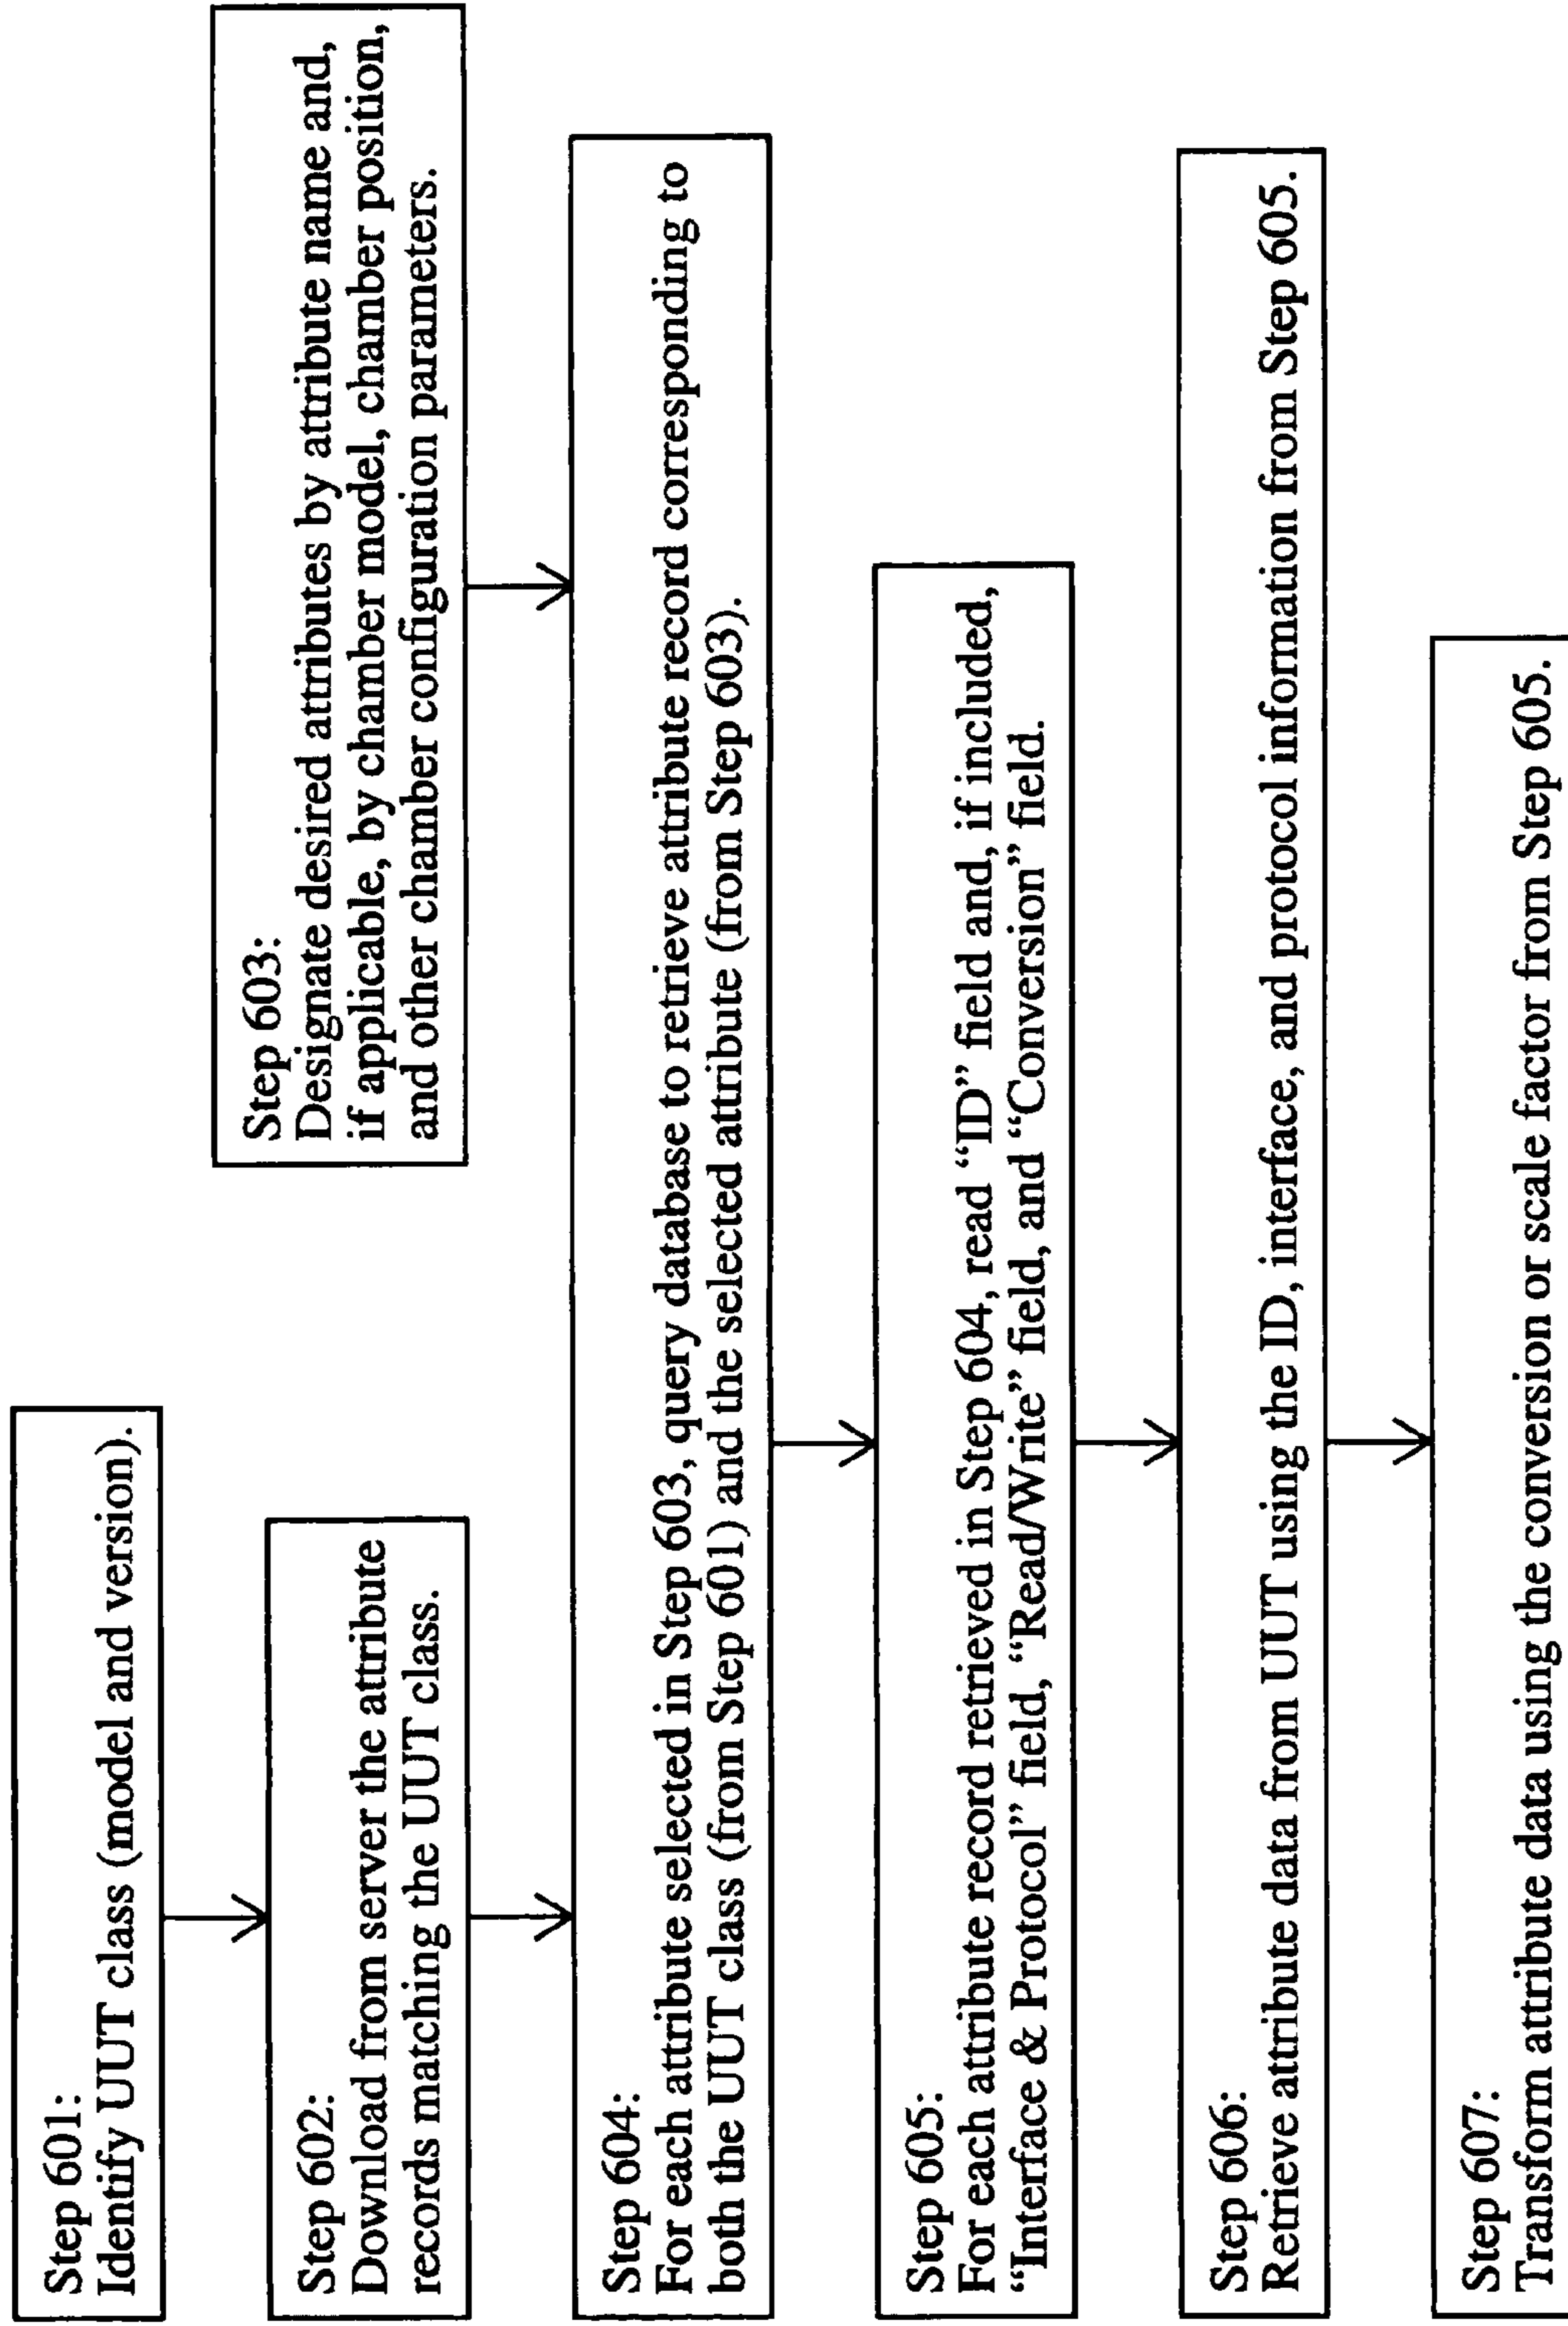 Step 601:
Identify UUT class (model and version).
Step 602:
Download from server the attribute
records matching the UUT class.
Step 603:
Designate desired attributes by attribute name and,
if applicable, by chamber model, chamber position,
and other chamber configuration parameters.
Step 604:
For each attribute selected in Step 603, query database to retrieve attribute record corresponding to
both the UUT class (from Step 601) and the selected attribute (from Step 603).
Step 605:
For each attribute record retrieved in Step 604, read “ID” field and, if included,
“Interface & Protocol” field, “Read/Write” field, and “Conversion” field.
Step 606:
Retrieve attribute data from UUT using the ID, interface, and protocol information from Step 605.
Step 607:
Transform attribute data using the conversion or scale factor from Step 605.